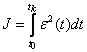 J = ∫_{t_0}^{t_k} ε²(t)dt